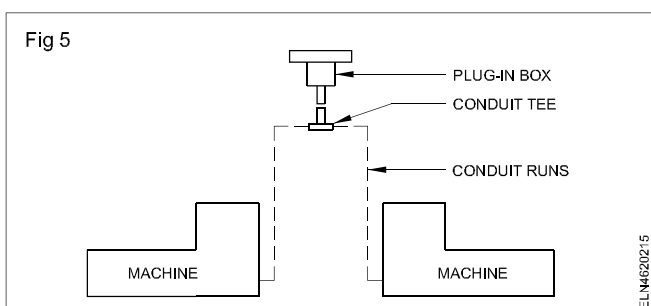 Fig 5
PLUG-IN BOX
CONDUIT TEE
CONDUIT RUNS
MACHINE
MACHINE
ELN4620215